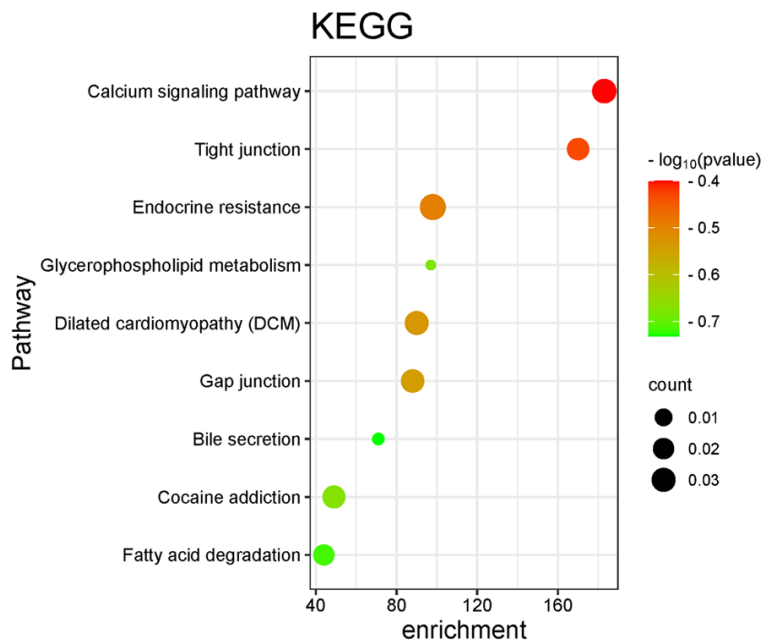 KEGG
Calcium signaling pathway
Tight junction
Endocrine resistance
Glycerophospholipid metabolism
Dilated cardiomyopathy (DCM)
Gap junction
Bile secretion
Cocaine addiction
Fatty acid degradation
Pathway
40 80 120 160
enrichment
- log₁₀(pvalue)
- 0.4
- 0.5
- 0.6
- 0.7
count
0.01
0.02
0.03